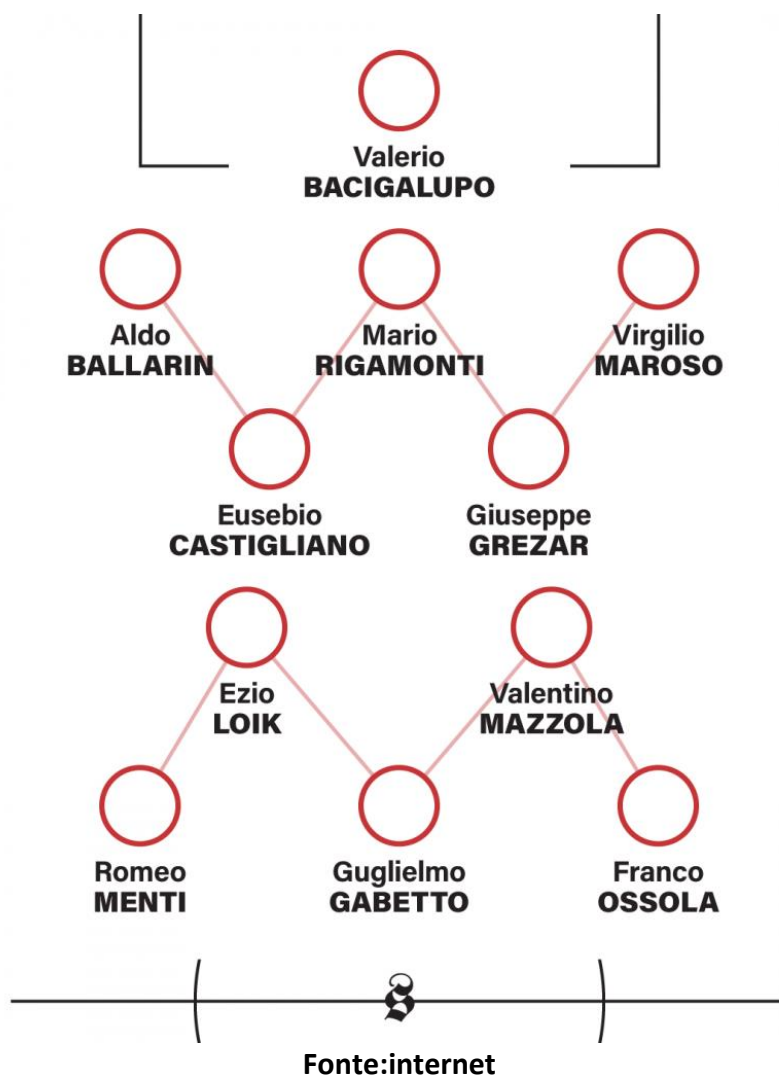 Valerio
BACIGALUPO
Aldo
BALLARIN
Mario
RIGAMONTI
Virgilio
MAROSO
Eusebio
CASTIGLIANO
Giuseppe
GREZAR
Ezio
LOIK
Valentino
MAZZOLA
Romeo
MENTI
Guglielmo
GABETTO
Franco
OSSOLA
Fonte:internet